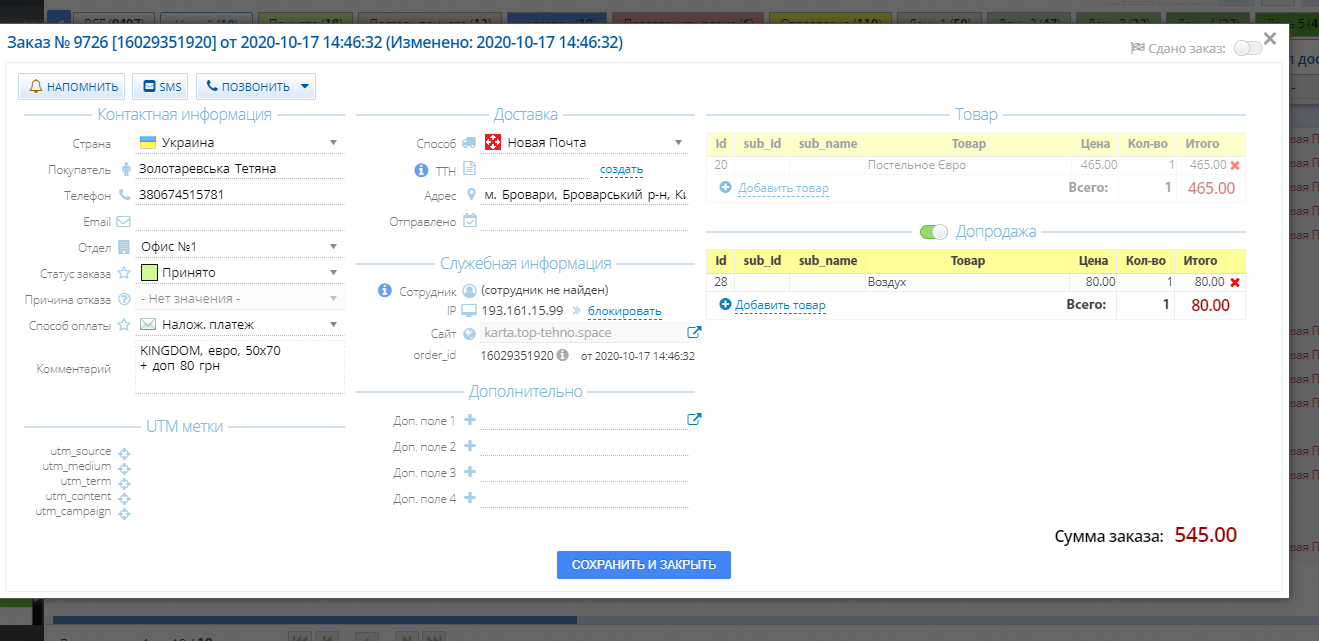 Заказ № 9726 [16029351920] от 2020-10-17 14:46:32 (Изменено: 2020-10-17 14:46:32)
Сдано заказ:
НАПОМНИТЬ SMS ПОЗВОНИТЬ
Контактная информация
Страна Украина
Покупатель Золотаревська Тетяна
Телефон 380674515781
Email
Отдел Офис №1
Статус заказа Принято
Причина отказа - Нет значения -
Способ оплаты Налож. платеж
Комментарий KINGDOM, евро, 50х70
+ доп 80 грн
UTM метки
utm_source
utm_medium
utm_term
utm_content
utm_campaign
Доставка
Способ Новая Почта
ТТН создать
Адрес м. Бровари, Броварський р-н, Ки
Отправлено
Служебная информация
Сотрудник (сотрудник не найден)
IP 193.161.15.99 блокировать
Сайт karta.top-tehno.space
order_id 16029351920 от 2020-10-17 14:46:32
Дополнительно
Доп. поле 1
Доп. поле 2
Доп. поле 3
Доп. поле 4
Товар
Id sub_id sub_name Товар Цена Кол-во Итого
20 Постельное Євро 465.00 1 465.00
Добавить товар Всего: 1 465.00
Допродажа
Id sub_id sub_name Товар Цена Кол-во Итого
28 Воздух 80.00 1 80.00
Добавить товар Всего: 1 80.00
Сумма заказа: 545.00
СОХРАНИТЬ И ЗАКРЫТЬ